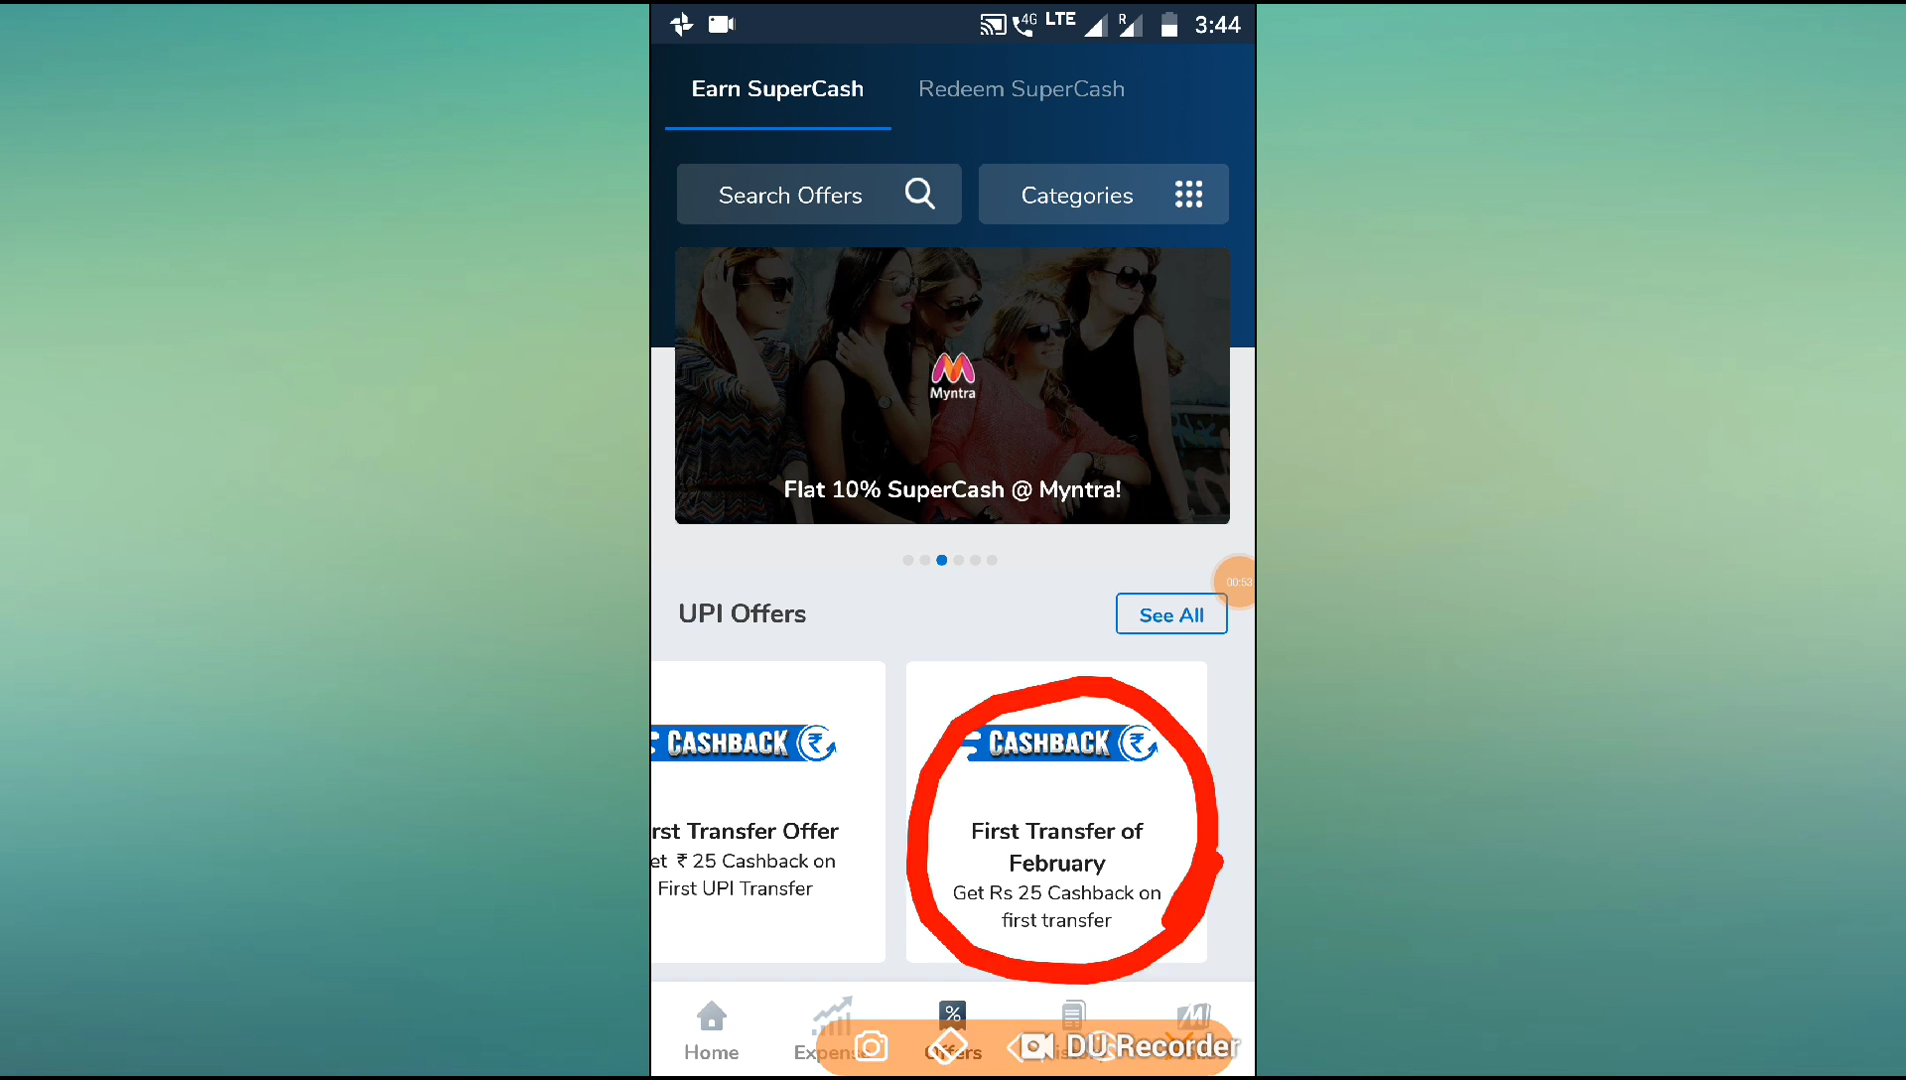 4G LTE R 3:44
Earn SuperCash Redeem SuperCash
Search Offers Categories
Myntra
Flat 10% SuperCash @ Myntra!
00:53
UPI Offers See All
CASHBACK ₹
rst Transfer Offer
et ₹ 25 Cashback on
First UPI Transfer
CASHBACK ₹
First Transfer of
February
Get Rs 25 Cashback on
first transfer
Home Expens Offers
DU Recorder